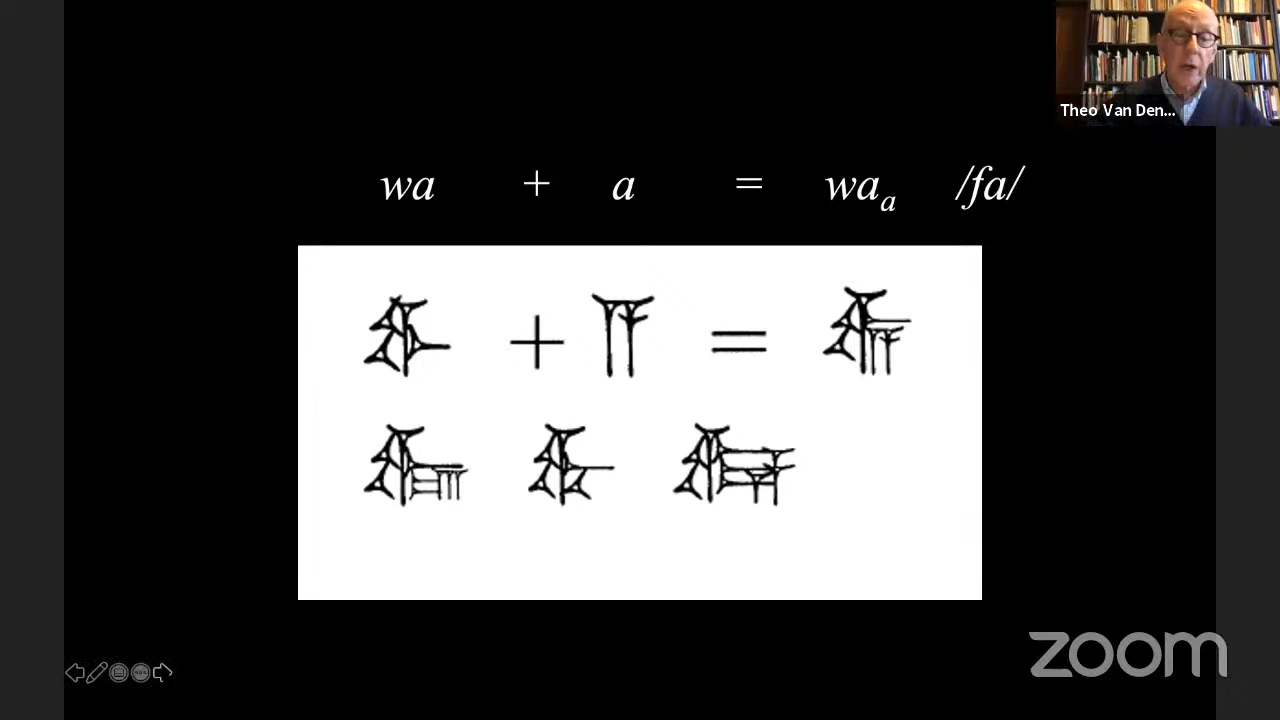 Theo Van Den...
wa + a = waₐ /fa/
𒉿 + 𒀀 =
zoom